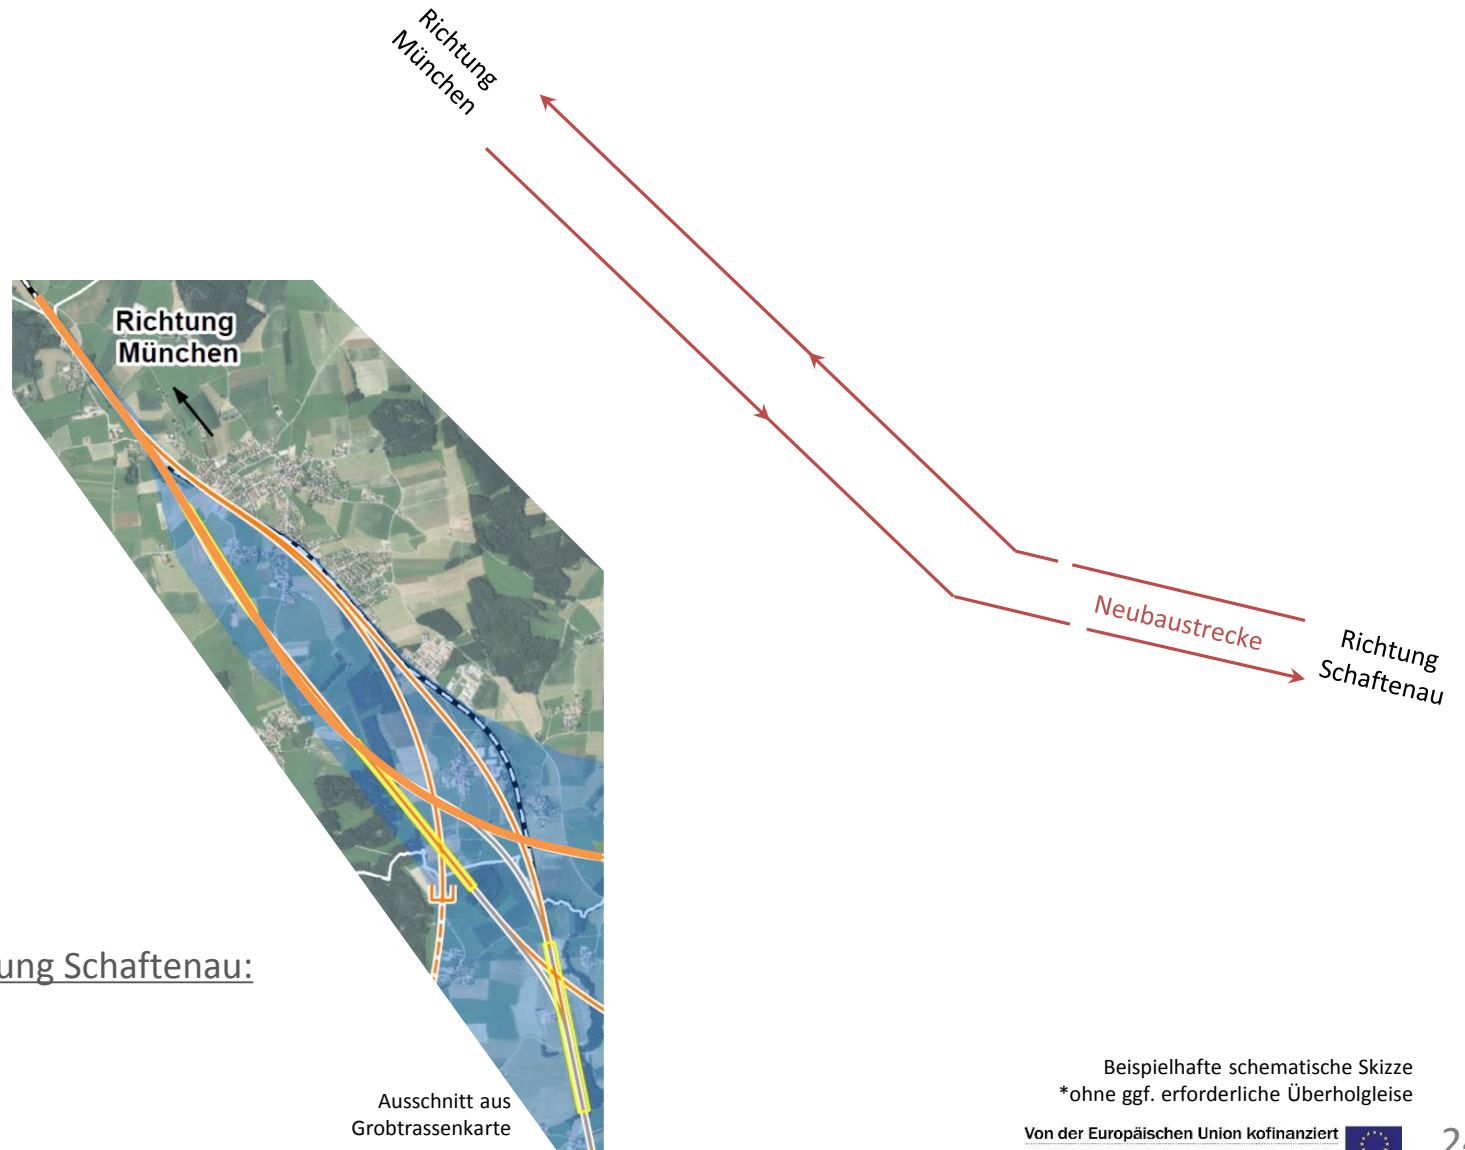 Richtung
München
Richtung
München
Neubaustrecke
Richtung
Schaftenau
ung Schaftenau:
Ausschnitt aus
Grobtrassenkarte
Beispielhafte schematische Skizze
*ohne ggf. erforderliche Überholgleise
Von der Europäischen Union kofinanziert